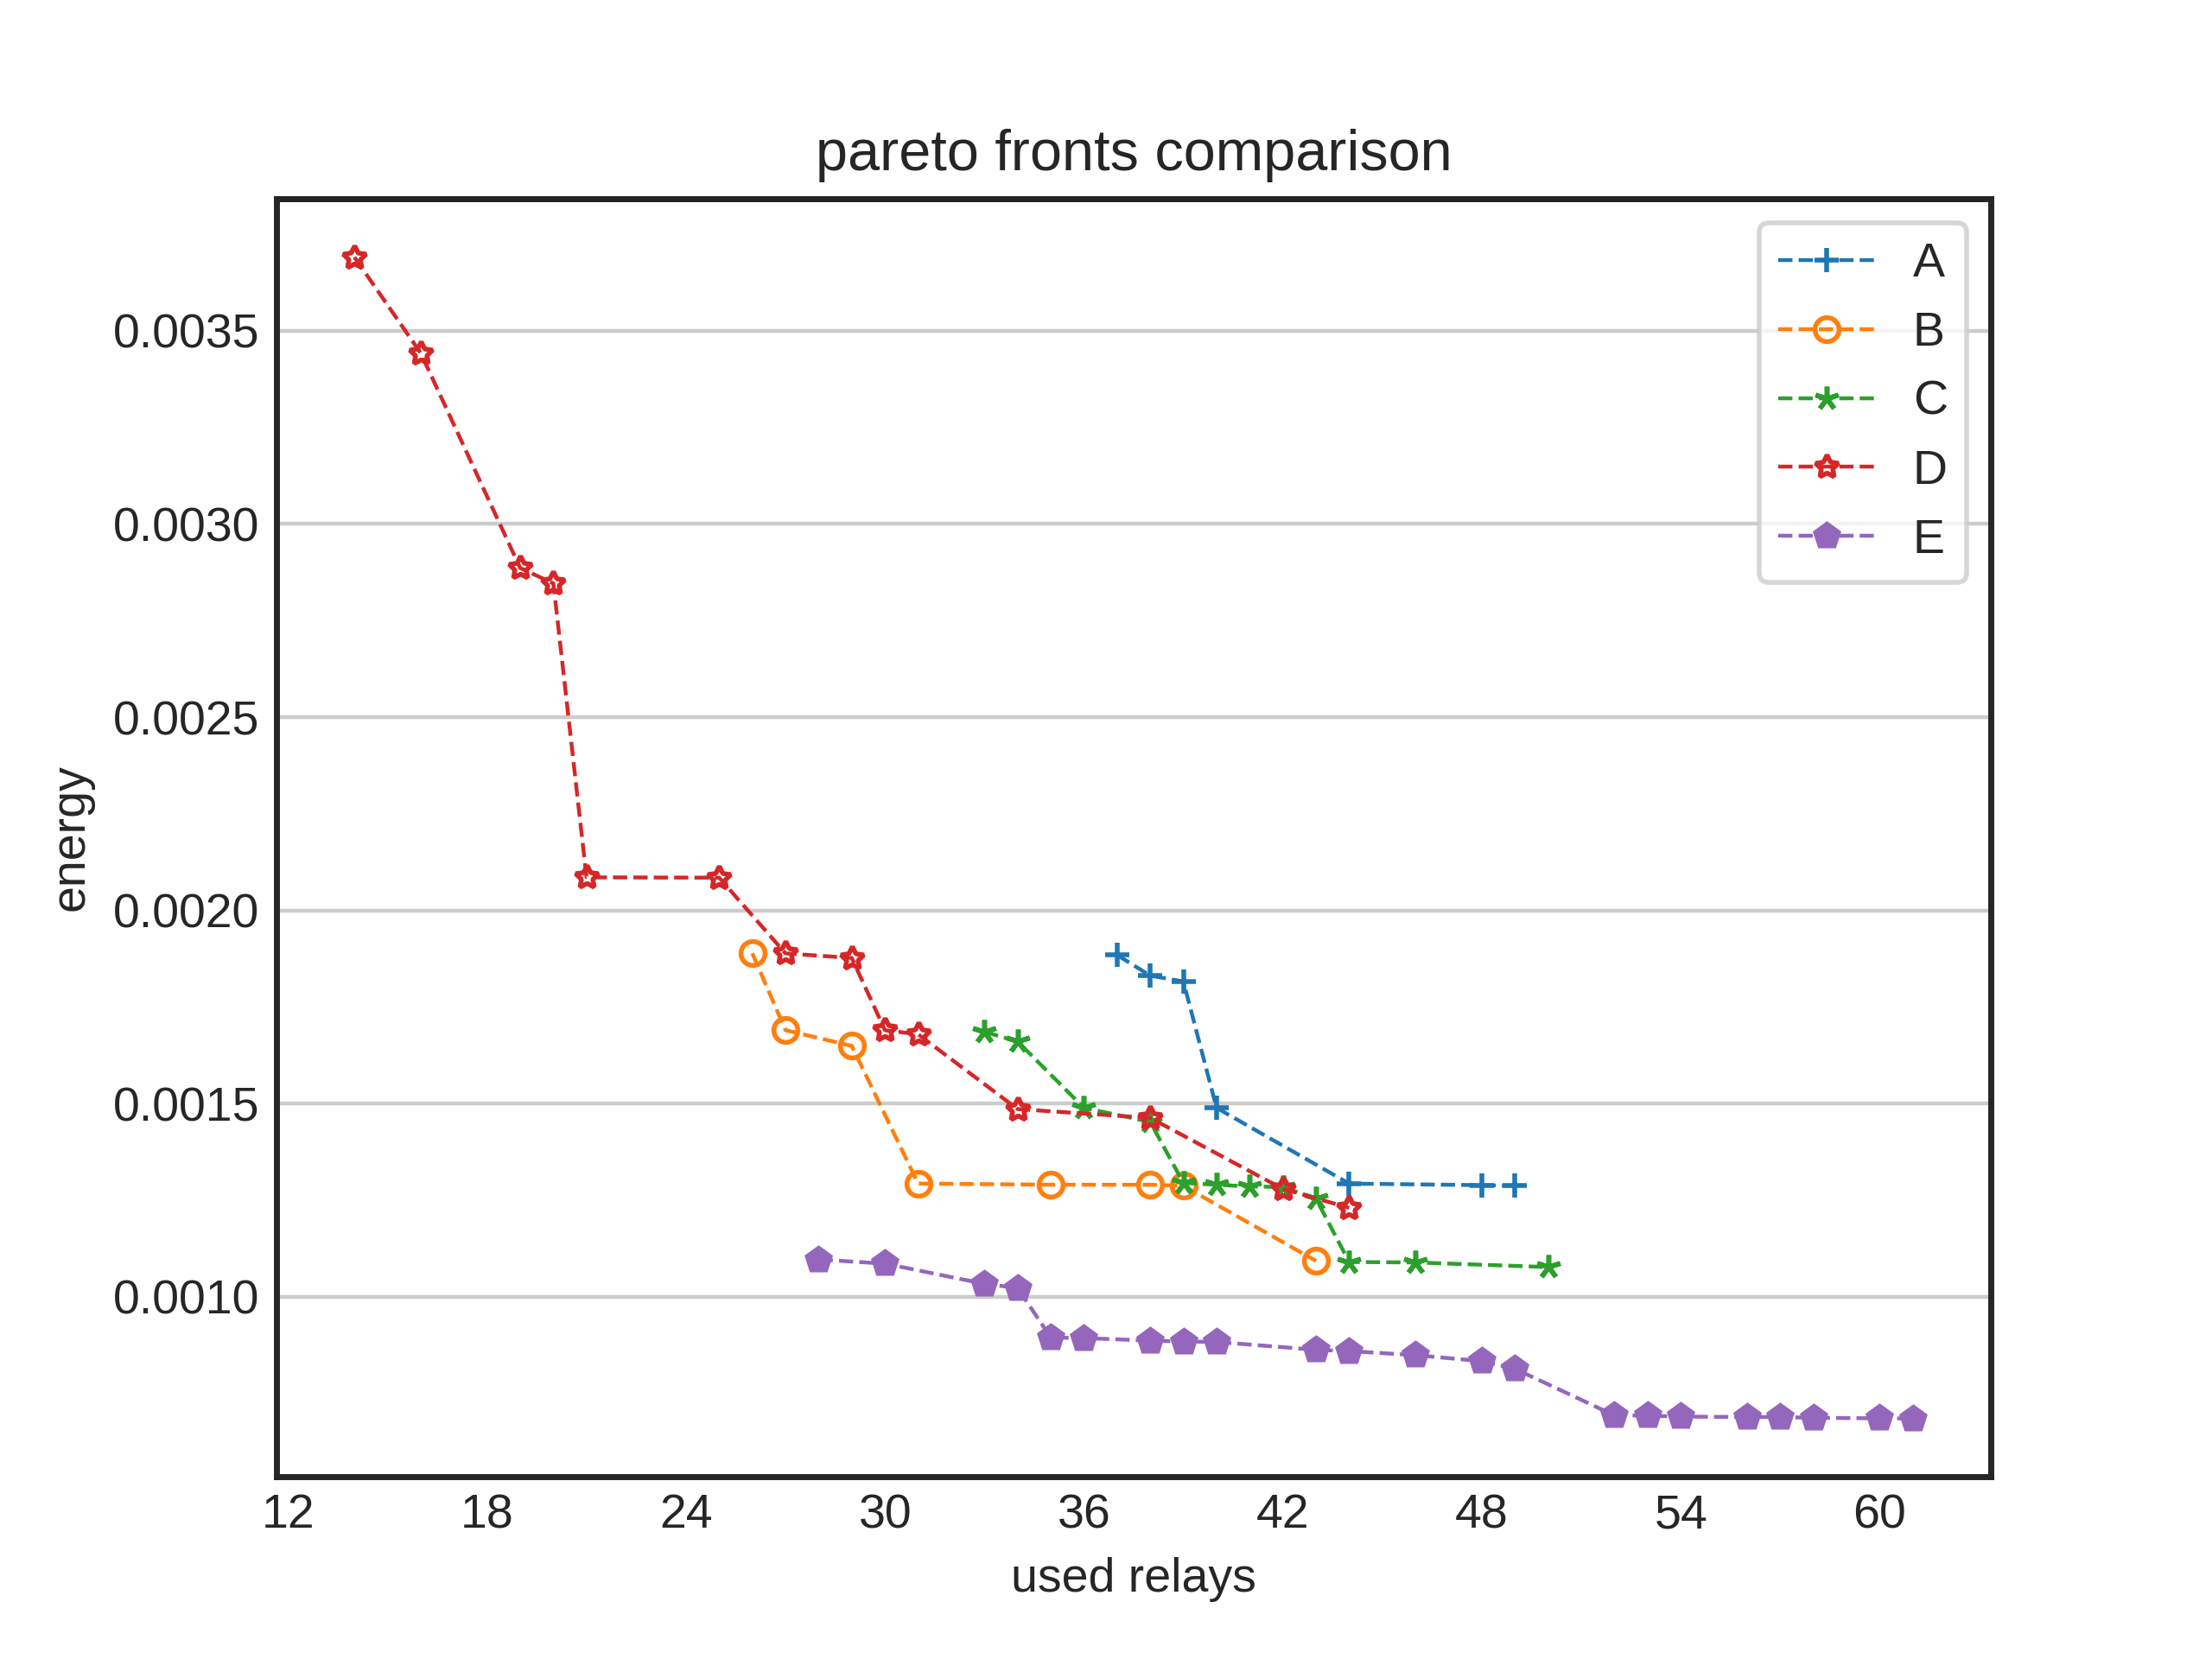 pareto fronts comparison
A
B
C
D
E
0.0035
0.0030
0.0025
0.0020
0.0015
0.0010
energy
12 18 24 30 36 42 48 54 60
used relays